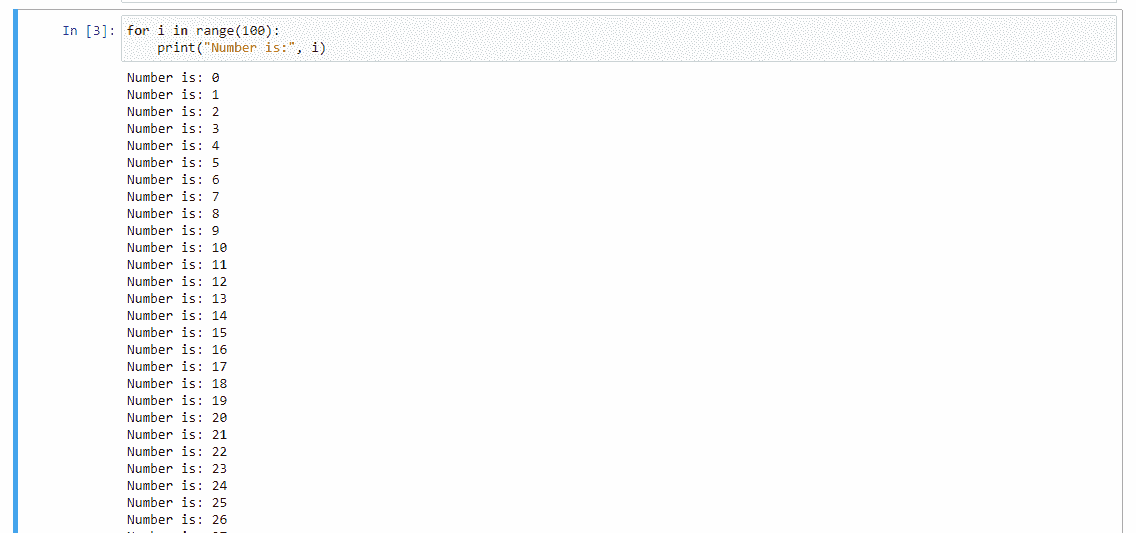 In [3]: for i in range(100):
print("Number is:", i)
Number is: 0
Number is: 1
Number is: 2
Number is: 3
Number is: 4
Number is: 5
Number is: 6
Number is: 7
Number is: 8
Number is: 9
Number is: 10
Number is: 11
Number is: 12
Number is: 13
Number is: 14
Number is: 15
Number is: 16
Number is: 17
Number is: 18
Number is: 19
Number is: 20
Number is: 21
Number is: 22
Number is: 23
Number is: 24
Number is: 25
Number is: 26